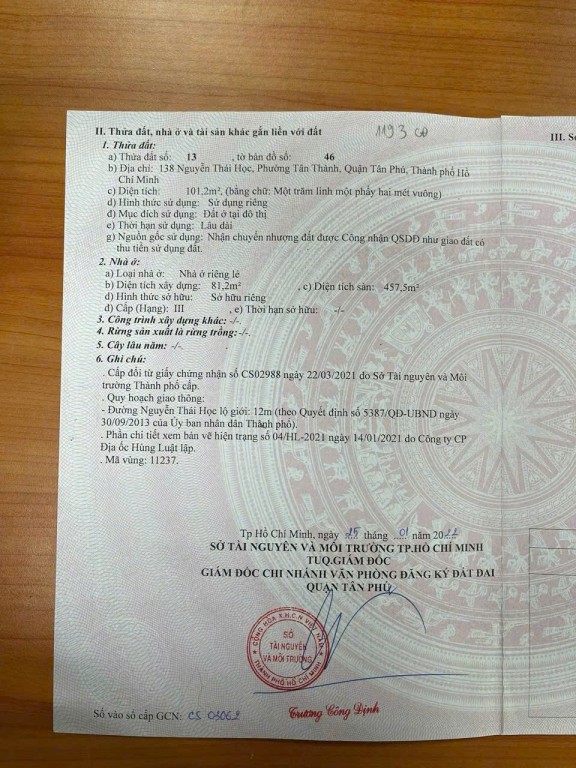 II. Thửa đất, nhà ở và tài sản khác gắn liền với đất
1193 CĐ
III. S
1. Thửa đất:
a) Thửa đất số: 13 , tờ bản đồ số: 46
b) Địa chỉ: 138 Nguyễn Thái Học, Phường Tân Thành, Quận Tân Phú, Thành phố Hồ
Chí Minh
c) Diện tích: 101,2m², (bằng chữ: Một trăm linh một phẩy hai mét vuông)
d) Hình thức sử dụng: Sử dụng riêng
đ) Mục đích sử dụng: Đất ở tại đô thị
e) Thời hạn sử dụng: Lâu dài
g) Nguồn gốc sử dụng: Nhận chuyển nhượng đất được Công nhận QSDĐ như giao đất có
thu tiền sử dụng đất.
2. Nhà ở:
a) Loại nhà ở: Nhà ở riêng lẻ
b) Diện tích xây dựng: 81,2m² , c) Diện tích sàn: 457,5m²
d) Hình thức sở hữu: Sở hữu riêng
đ) Cấp (Hạng): III , e) Thời hạn sở hữu: -/-
3. Công trình xây dựng khác: -/-
4. Rừng sản xuất là rừng trồng: -/-.
5. Cây lâu năm: -/-.
6. Ghi chú:
. Cấp đổi từ giấy chứng nhận số CS02988 ngày 22/03/2021 do Sở Tài nguyên và Môi
trường Thành phố cấp.
. Quy hoạch giao thông:
- Đường Nguyễn Thái Học lộ giới: 12m (theo Quyết định số 5387/QĐ-UBND ngày
30/09/2013 của Ủy ban nhân dân Thành phố).
. Phần chi tiết xem bản vẽ hiện trạng số 04/HL-2021 ngày 14/01/2021 do Công ty CP
Địa ốc Hùng Luật lập.
. Mã vùng: 11237.
Tp Hồ Chí Minh, ngày 25 tháng 01 năm 2022
SỞ TÀI NGUYÊN VÀ MÔI TRƯỜNG TP.HỒ CHÍ MINH
TUQ.GIÁM ĐỐC
GIÁM ĐỐC CHI NHÁNH VĂN PHÒNG ĐĂNG KÝ ĐẤT ĐAI
QUẬN TÂN PHÚ
CỘNG HÒA X.H.C.N VIỆT NAM
SỞ
TÀI NGUYÊN
VÀ MÔI TRƯỜNG
THÀNH PHỐ HỒ CHÍ MINH
Trương Công Định
Số vào sổ cấp GCN: CS 03062